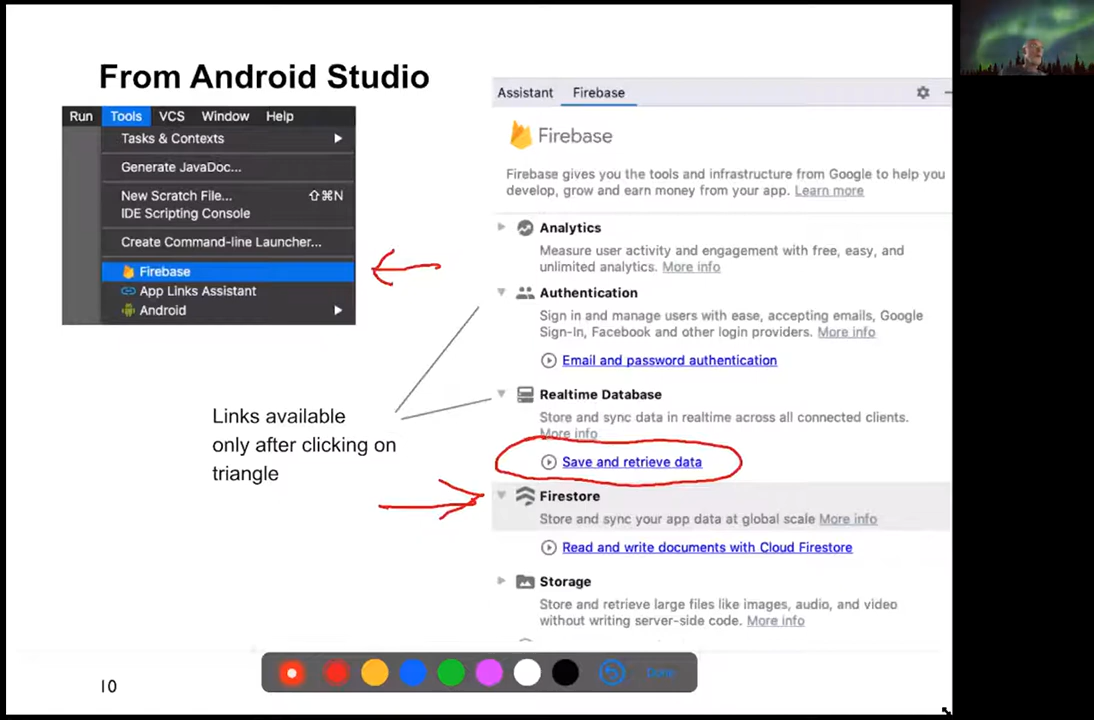 From Android Studio
Run Tools VCS Window Help
Tasks & Contexts
Generate JavaDoc...
New Scratch File... ⇧⌘N
IDE Scripting Console
Create Command-line Launcher...
Firebase
App Links Assistant
Android
Links available
only after clicking on
triangle
Assistant Firebase
Firebase
Firebase gives you the tools and infrastructure from Google to help you
develop, grow and earn money from your app. Learn more
Analytics
Measure user activity and engagement with free, easy, and
unlimited analytics. More info
Authentication
Sign in and manage users with ease, accepting emails, Google
Sign-In, Facebook and other login providers. More info
Email and password authentication
Realtime Database
Store and sync data in realtime across all connected clients.
More info
Save and retrieve data
Firestore
Store and sync your app data at global scale More info
Read and write documents with Cloud Firestore
Storage
Store and retrieve large files like images, audio, and video
without writing server-side code. More info
10
Done